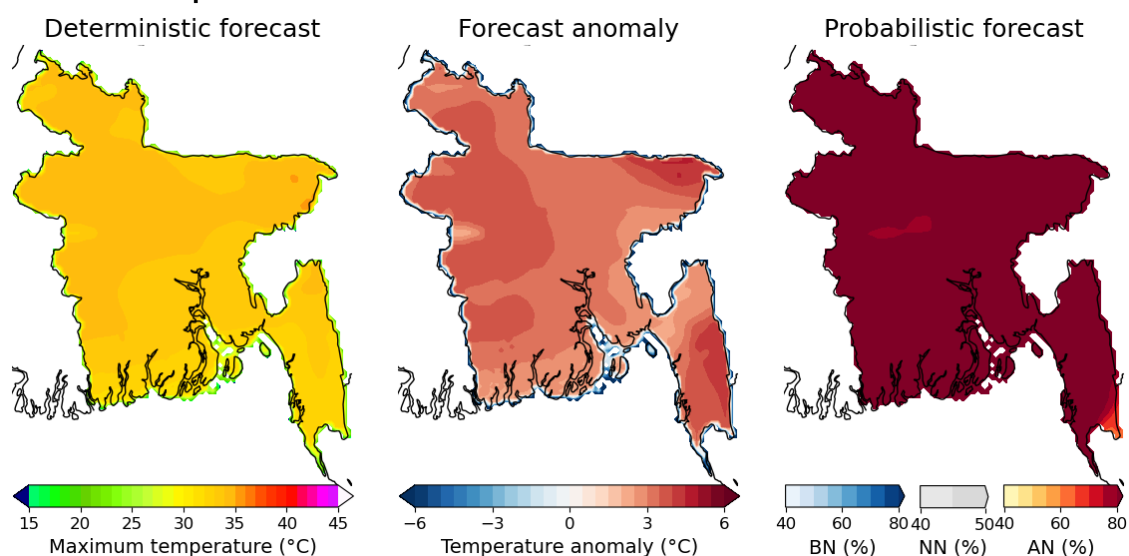 Deterministic forecast
Forecast anomaly
Probabilistic forecast
15 20 25 30 35 40 45
Maximum temperature (°C)
−6 −3 0 3 6
Temperature anomaly (°C)
40 60 80
BN (%)
40 50
NN (%)
40 60 80
AN (%)